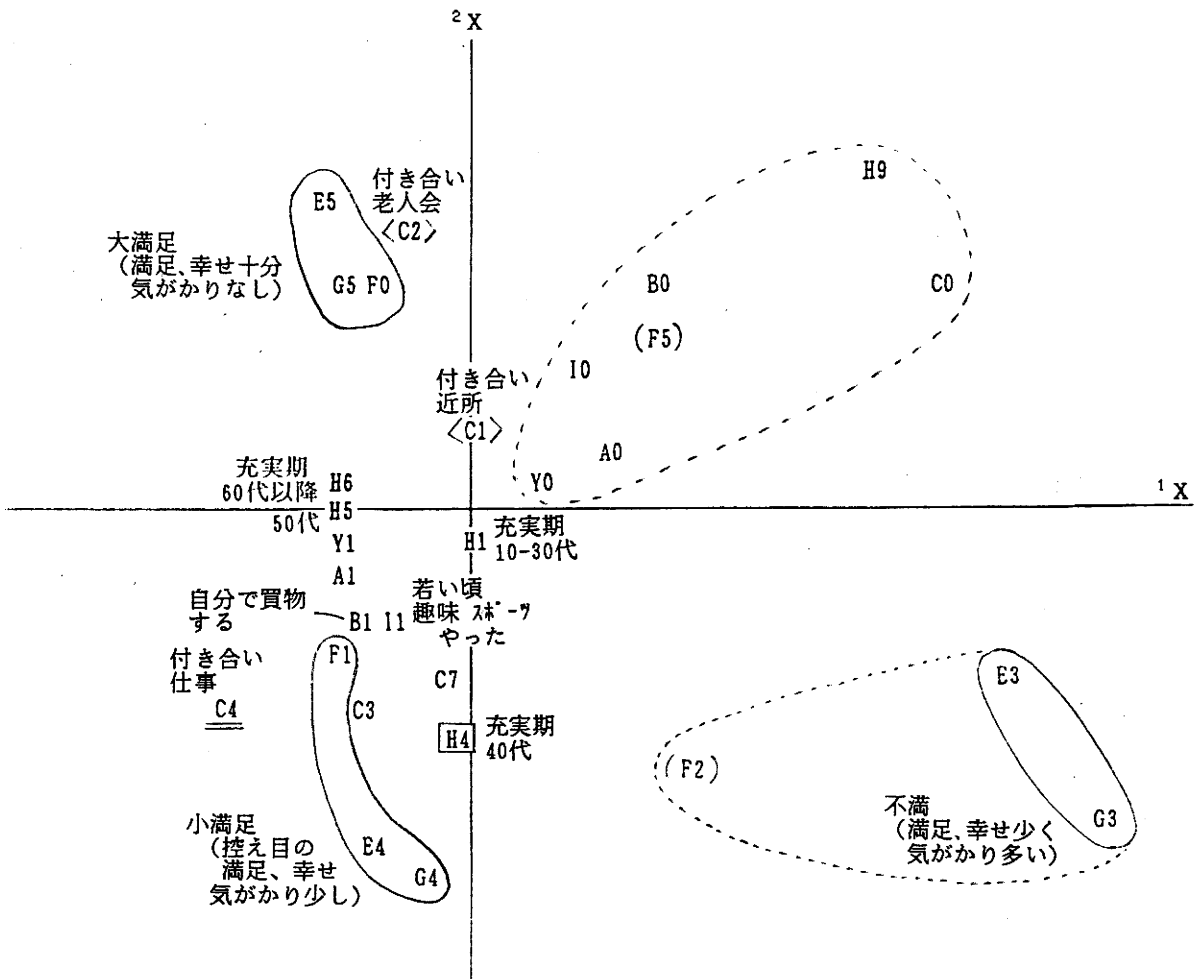 ²X
H9
付き合い
老人会
〈C2〉
E5
大満足
(満足、幸せ十分
気がかりなし)
G5 F0
B0
C0
(F5)
I0
付き合い
近所
〈C1〉
A0
Y0
充実期
60代以降
H6
¹X
50代
H5
Y1
H1
充実期
10-30代
A1
自分で買物
する
B1 I1
若い頃
趣味 スポーツ
やった
F1
付き合い
仕事
C4
C7
C3
E3
H4
充実期
40代
(F2)
不満
(満足、幸せ少く
気がかり多い)
G3
小満足
(控え目の
満足、幸せ
気がかり少し)
E4
G4